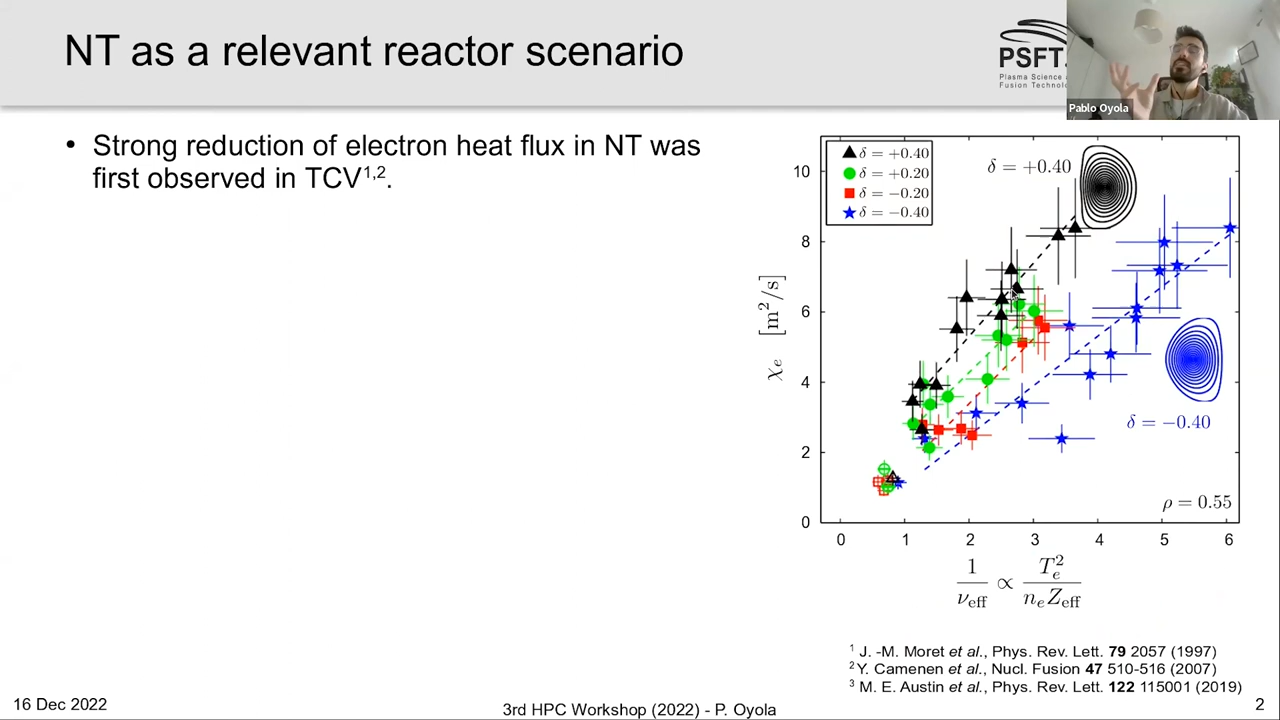 NT as a relevant reactor scenario
PSFT
Plasma Science
Fusion Technol
Pablo Oyola
• Strong reduction of electron heat flux in NT was
first observed in TCV1,2.
δ = +0.40
δ = +0.20
δ = −0.20
δ = −0.40
δ = +0.40
δ = −0.40
ρ = 0.55
χe [m²/s]
10
8
6
4
2
0
0 1 2 3 4 5 6
1/νeff ∝ Te²/neZeff
1 J. -M. Moret et al., Phys. Rev. Lett. 79 2057 (1997)
2 Y. Camenen et al., Nucl. Fusion 47 510-516 (2007)
3 M. E. Austin et al., Phys. Rev. Lett. 122 115001 (2019)
16 Dec 2022
3rd HPC Workshop (2022) - P. Oyola
2